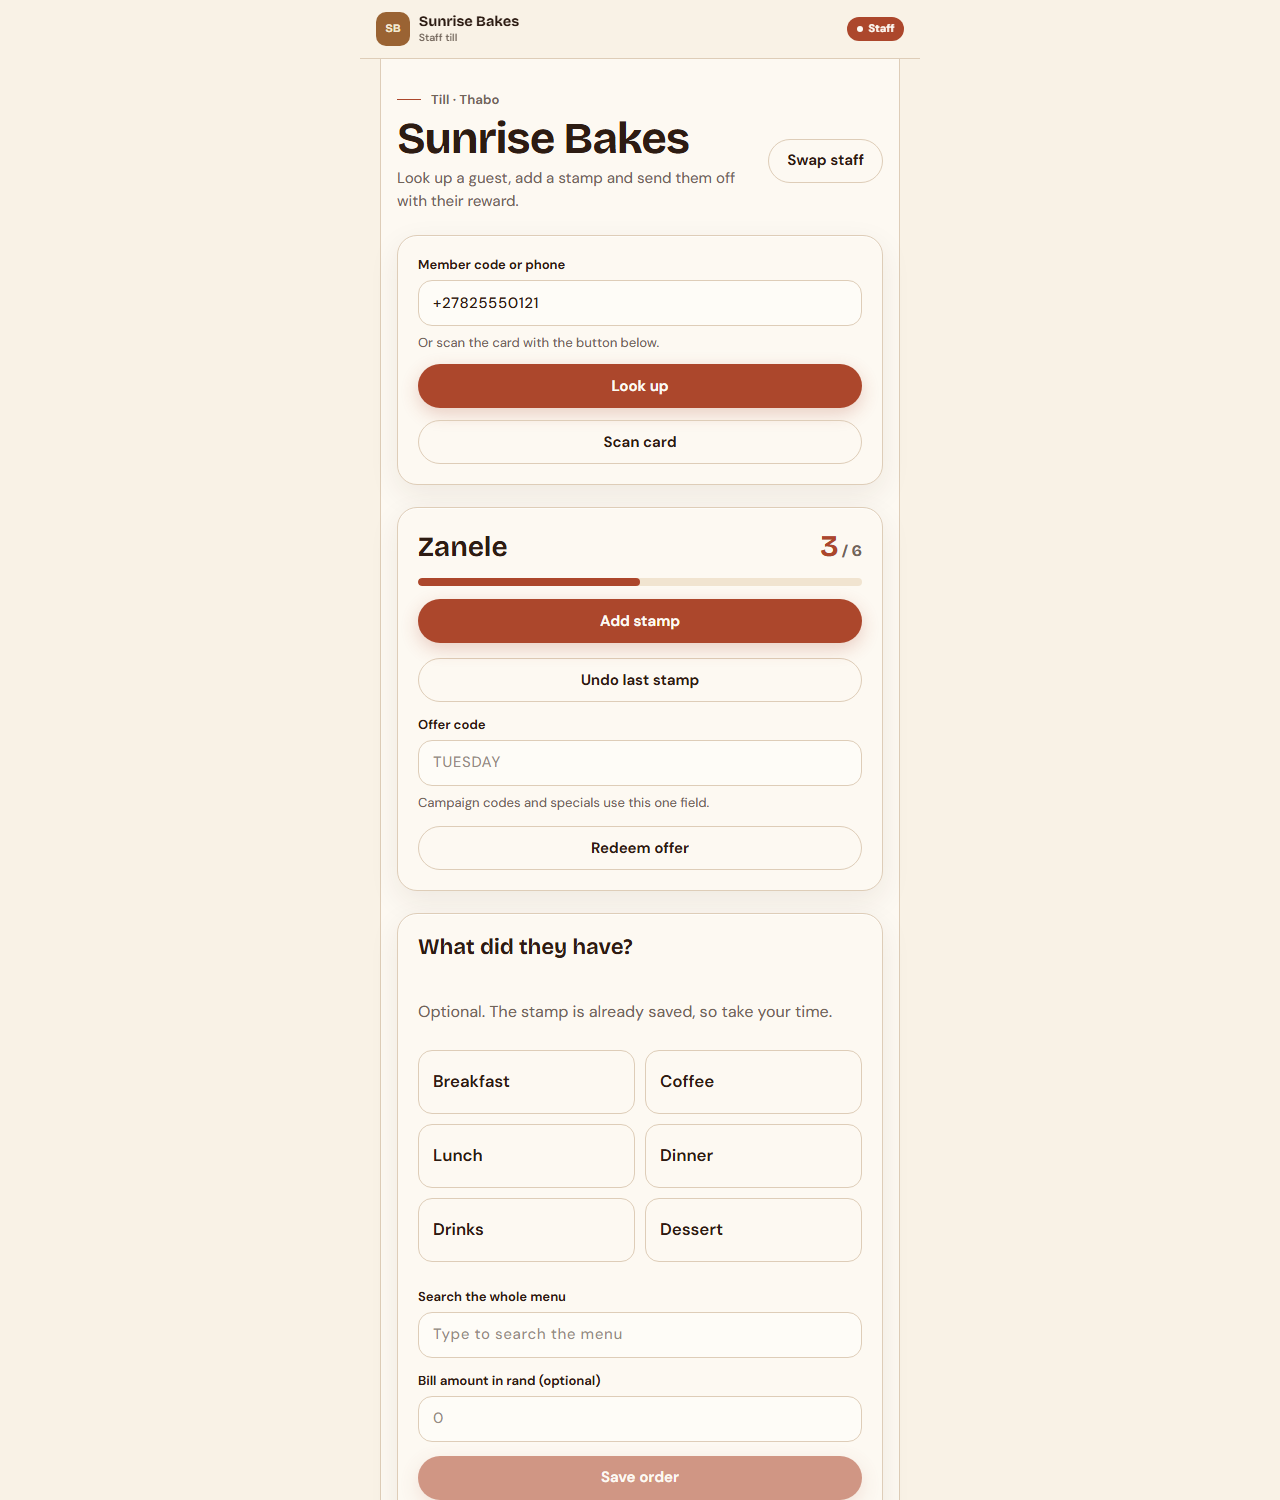 SB
Sunrise Bakes
Staff till
Staff
Till · Thabo
Sunrise Bakes
Swap staff
Look up a guest, add a stamp and send them off
with their reward.
Member code or phone
+27825550121
Or scan the card with the button below.
Look up
Scan card
Zanele
3 / 6
Add stamp
Undo last stamp
Offer code
TUESDAY
Campaign codes and specials use this one field.
Redeem offer
What did they have?
Optional. The stamp is already saved, so take your time.
Breakfast
Coffee
Lunch
Dinner
Drinks
Dessert
Search the whole menu
Type to search the menu
Bill amount in rand (optional)
0
Save order